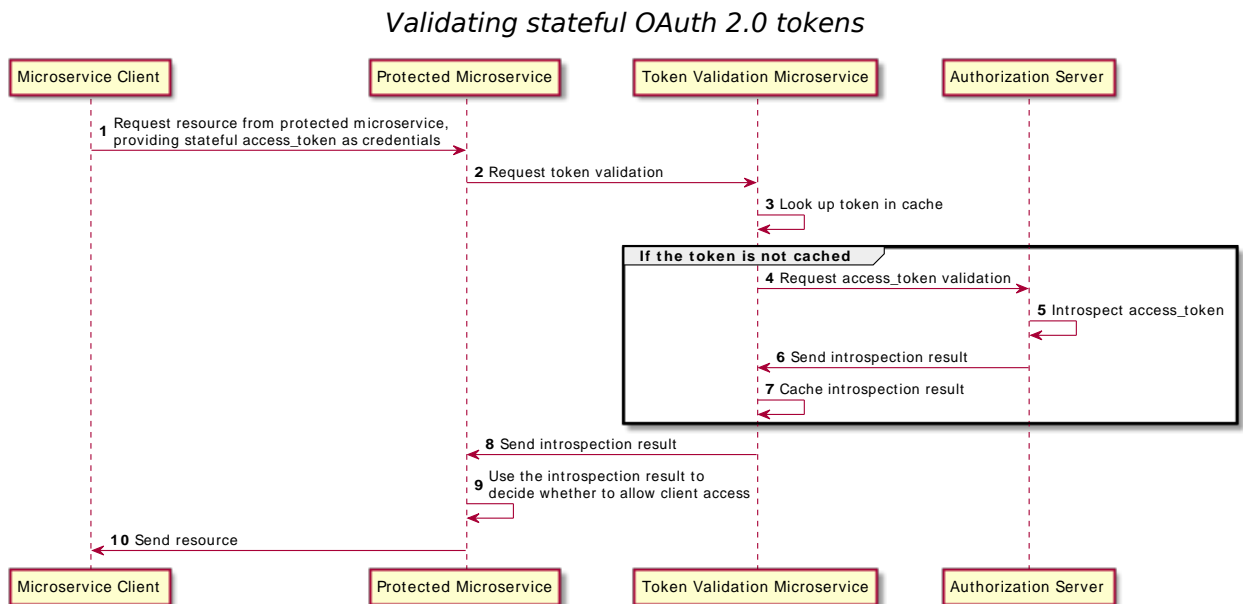 Validating stateful OAuth 2.0 tokens
Microservice Client
Protected Microservice
Token Validation Microservice
Authorization Server
1 Request resource from protected microservice,
providing stateful access_token as credentials
2 Request token validation
3 Look up token in cache
If the token is not cached
4 Request access_token validation
5 Introspect access_token
6 Send introspection result
7 Cache introspection result
8 Send introspection result
9 Use the introspection result to
decide whether to allow client access
10 Send resource
Microservice Client
Protected Microservice
Token Validation Microservice
Authorization Server